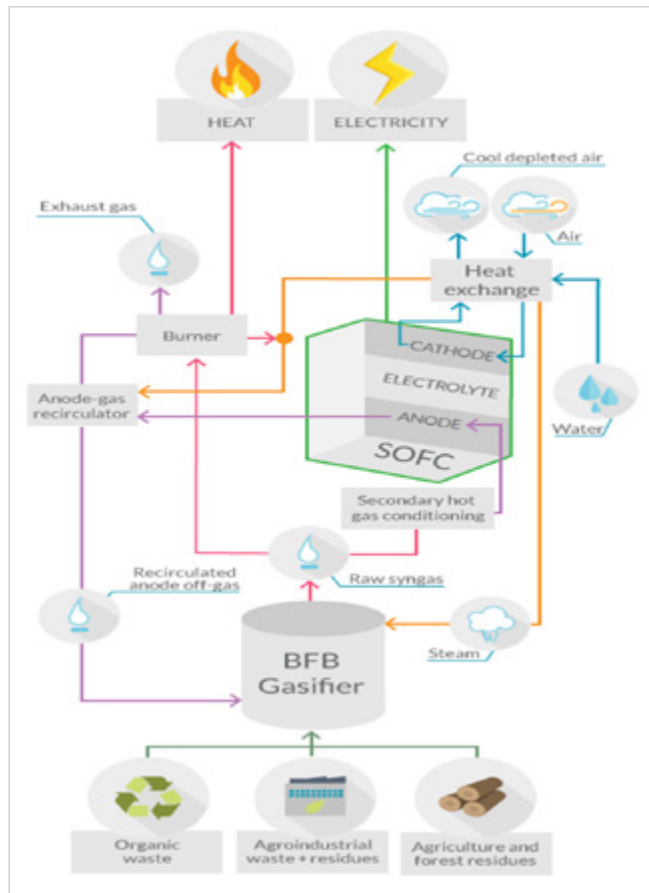 HEAT
ELECTRICITY
Cool depleted air
Exhaust gas
Air
Heat
exchange
Burner
CATHODE
ELECTROLYTE
Anode-gas
recirculator
ANODE
Water
SOFC
Secondary hot
gas conditioning
Recirculated
anode off-gas
Raw syngas
BFB
Gasifier
Steam
Organic
waste
Agroindustrial
waste + residues
Agriculture and
forest residues